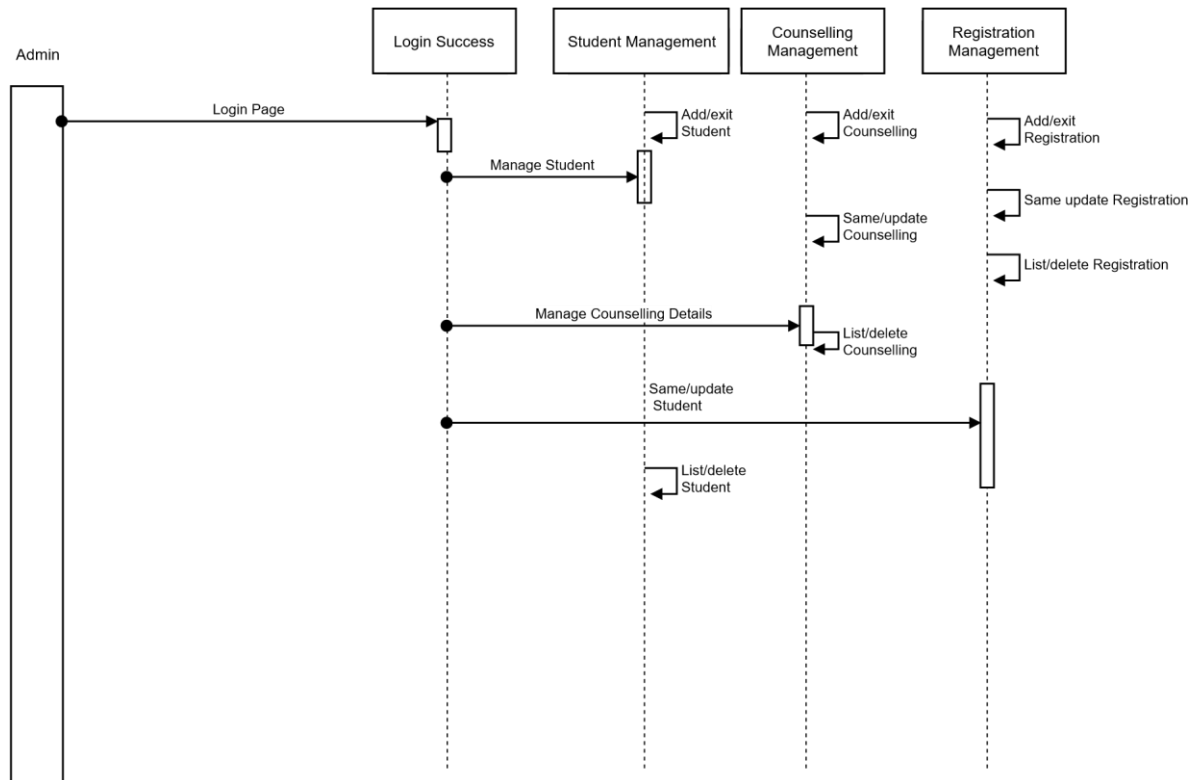 Admin
Login Success
Student Management
Counselling
Management
Registration
Management
Login Page
Add/exit
Student
Add/exit
Counselling
Add/exit
Registration
Manage Student
Same update Registration
Same/update
Counselling
List/delete Registration
Manage Counselling Details
List/delete
Counselling
Same/update
Student
List/delete
Student